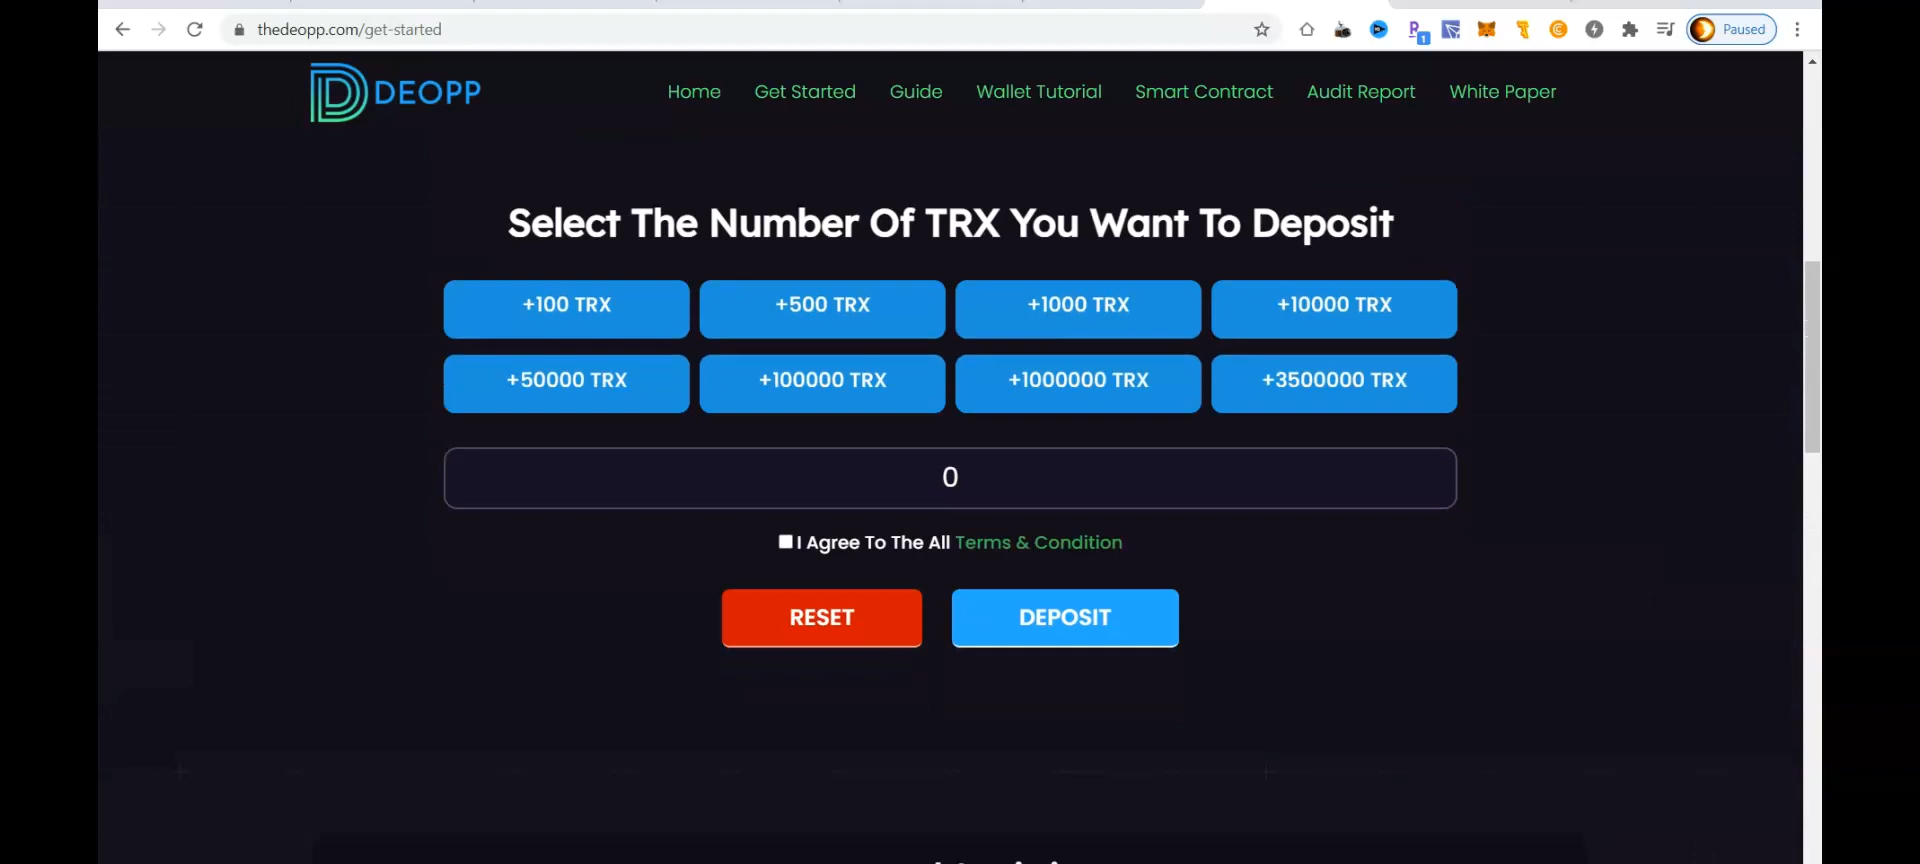 thedeopp.com/get-started
1
Paused
DEOPP
Home
Get Started
Guide
Wallet Tutorial
Smart Contract
Audit Report
White Paper
Select The Number Of TRX You Want To Deposit
+100 TRX
+500 TRX
+1000 TRX
+10000 TRX
+50000 TRX
+100000 TRX
+1000000 TRX
+3500000 TRX
0
I Agree To The All Terms & Condition
RESET
DEPOSIT